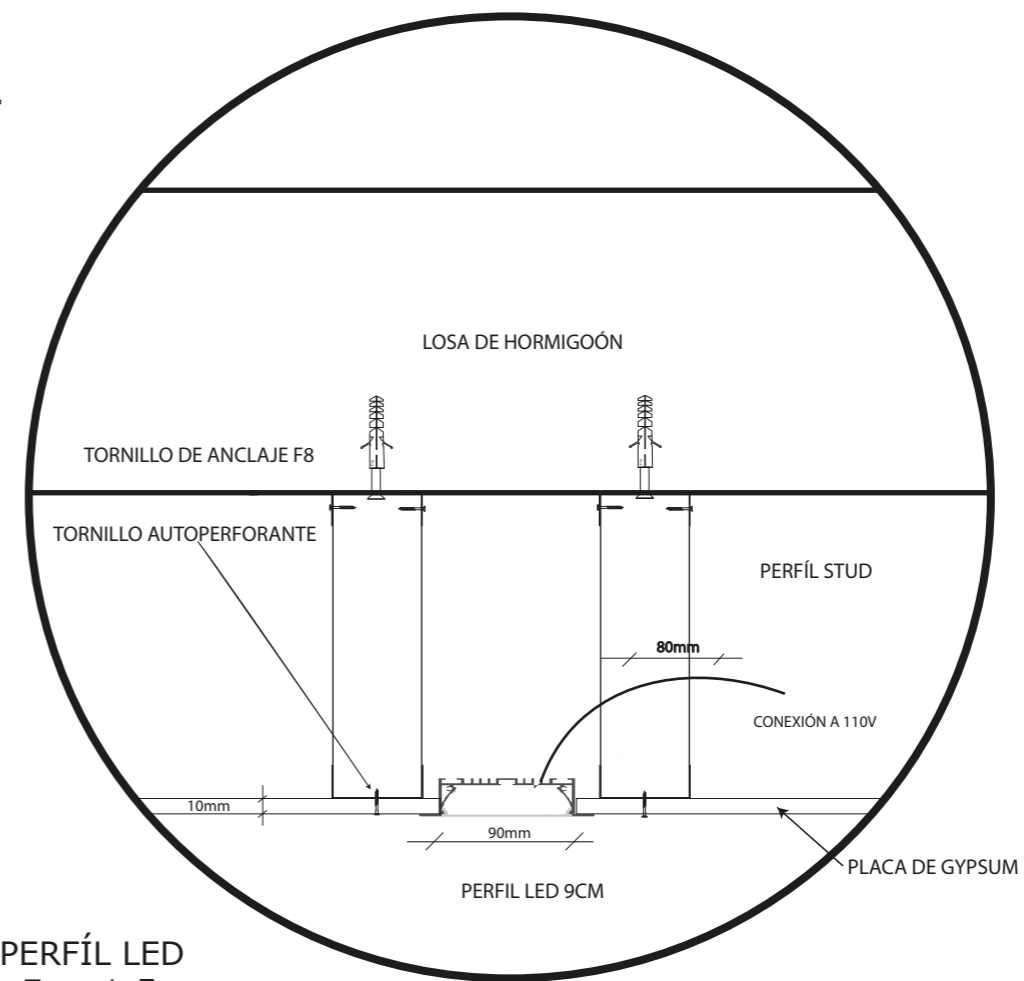 LOSA DE HORMIGOÓN
TORNILLO DE ANCLAJE F8
TORNILLO AUTOPERFORANTE
PERFÍL STUD
80mm
CONEXIÓN A 110V
10mm
90mm
PLACA DE GYPSUM
PERFIL LED 9CM
PERFÍL LED